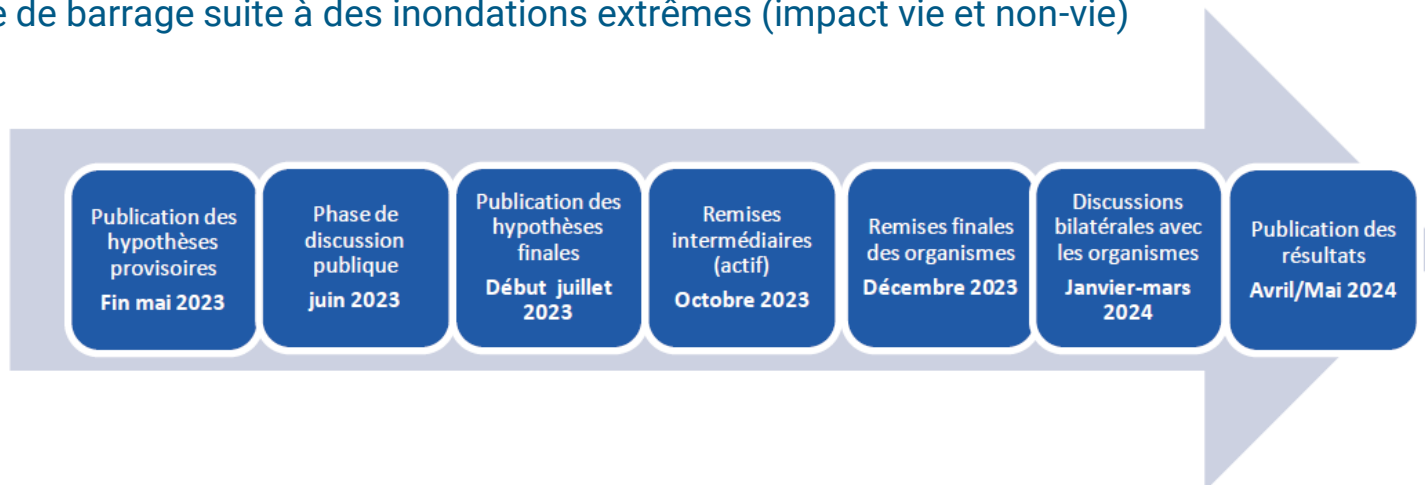 de barrage suite à des inondations extrêmes (impact vie et non-vie)
Publication des
hypothèses
provisoires
Fin mai 2023
Phase de
discussion
publique
juin 2023
Publication des
hypothèses
finales
Début juillet
2023
Remises
intermédiaires
(actif)
Octobre 2023
Remises finales
des organismes
Décembre 2023
Discussions
bilatérales avec
les organismes
Janvier-mars
2024
Publication des
résultats
Avril/Mai 2024